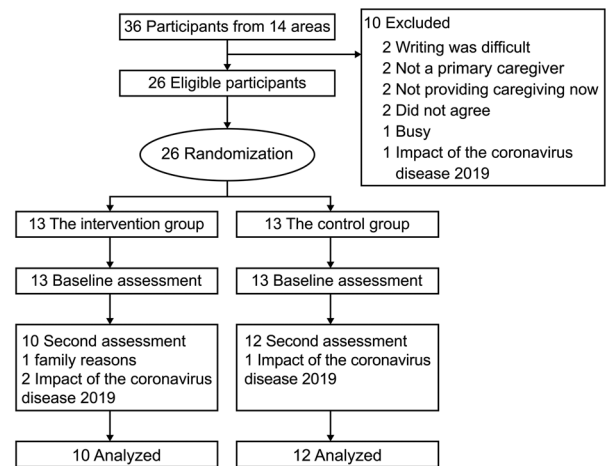 36 Participants from 14 areas
10 Excluded
2 Writing was difficult
2 Not a primary caregiver
2 Not providing caregiving now
2 Did not agree
1 Busy
1 Impact of the coronavirus
disease 2019
26 Eligible participants
26 Randomization
13 The intervention group
13 The control group
13 Baseline assessment
13 Baseline assessment
10 Second assessment
1 family reasons
2 Impact of the coronavirus
disease 2019
12 Second assessment
1 Impact of the coronavirus
disease 2019
10 Analyzed
12 Analyzed